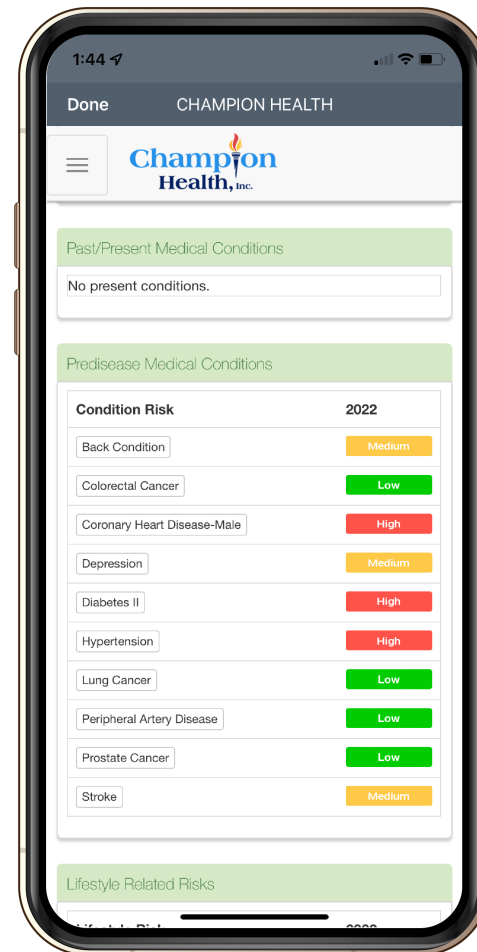 1:44
Done CHAMPION HEALTH
Champion
Health, Inc.
Past/Present Medical Conditions
No present conditions.
Predisease Medical Conditions
Condition Risk 2022
Back Condition Medium
Colorectal Cancer Low
Coronary Heart Disease-Male High
Depression Medium
Diabetes II High
Hypertension High
Lung Cancer Low
Peripheral Artery Disease Low
Prostate Cancer Low
Stroke Medium
Lifestyle Related Risks